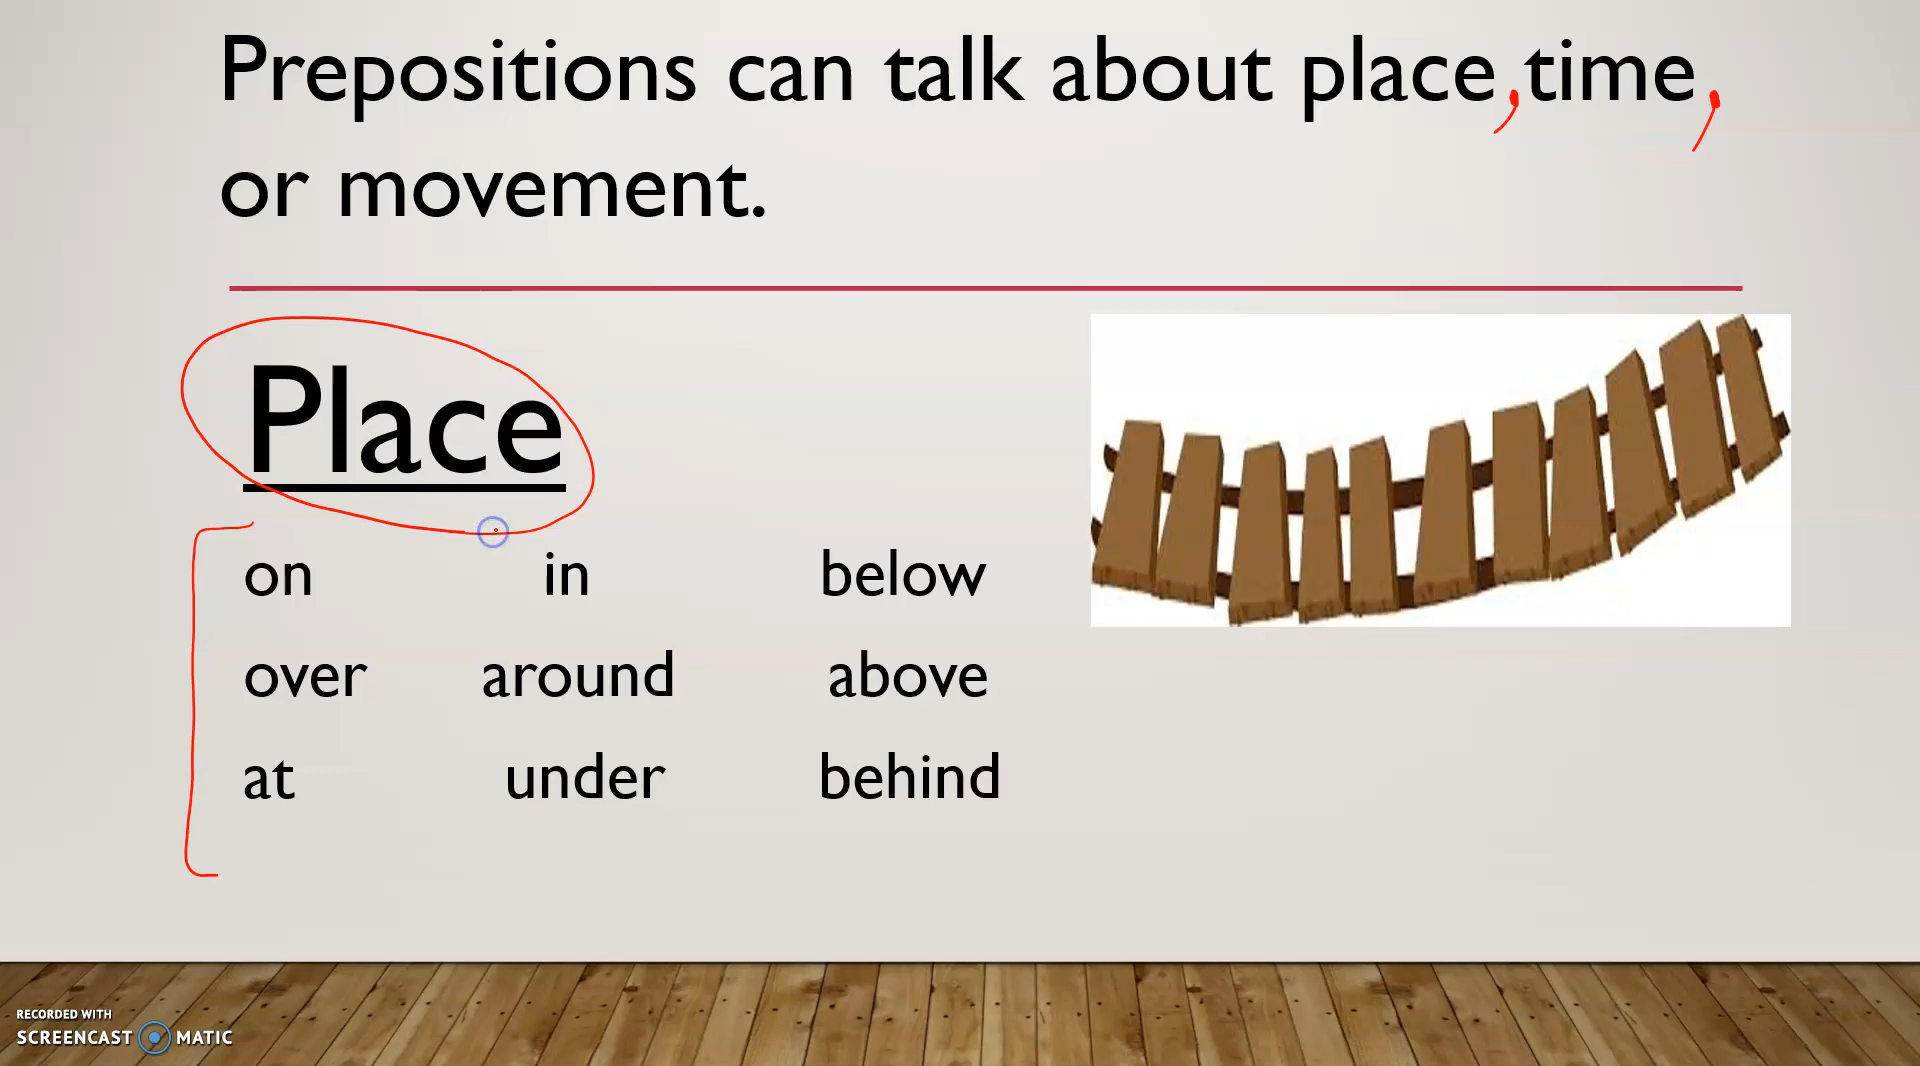 Prepositions can talk about place, time,
or movement.
Place
on in below
over around above
at under behind
RECORDED WITH
SCREENCAST MATIC